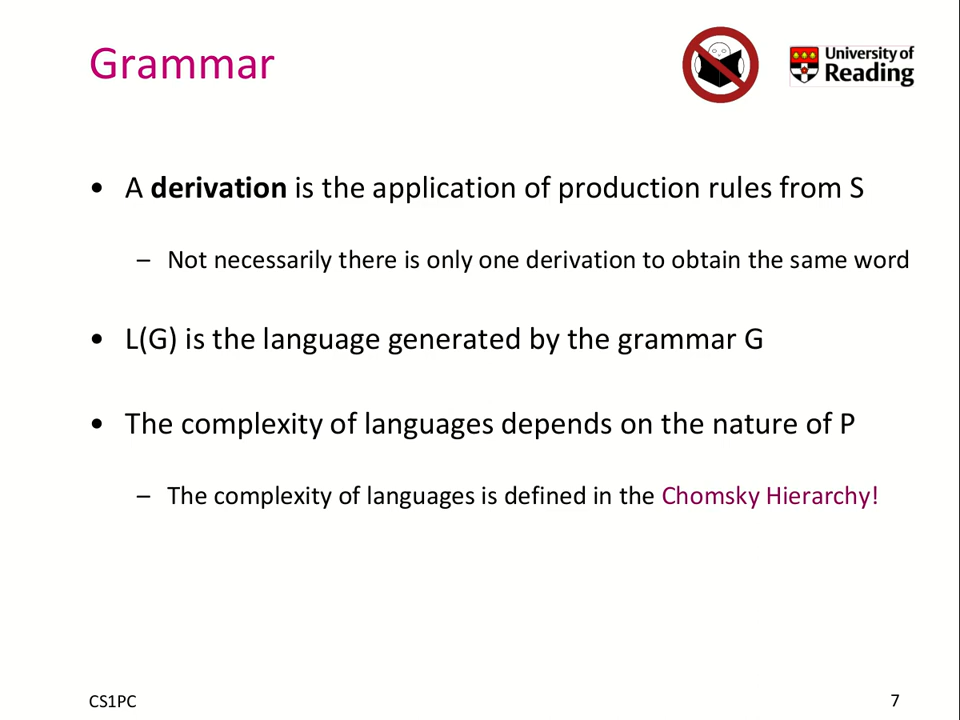 Grammar
University of
Reading
• A derivation is the application of production rules from S
– Not necessarily there is only one derivation to obtain the same word
• L(G) is the language generated by the grammar G
• The complexity of languages depends on the nature of P
– The complexity of languages is defined in the Chomsky Hierarchy!
CS1PC
7